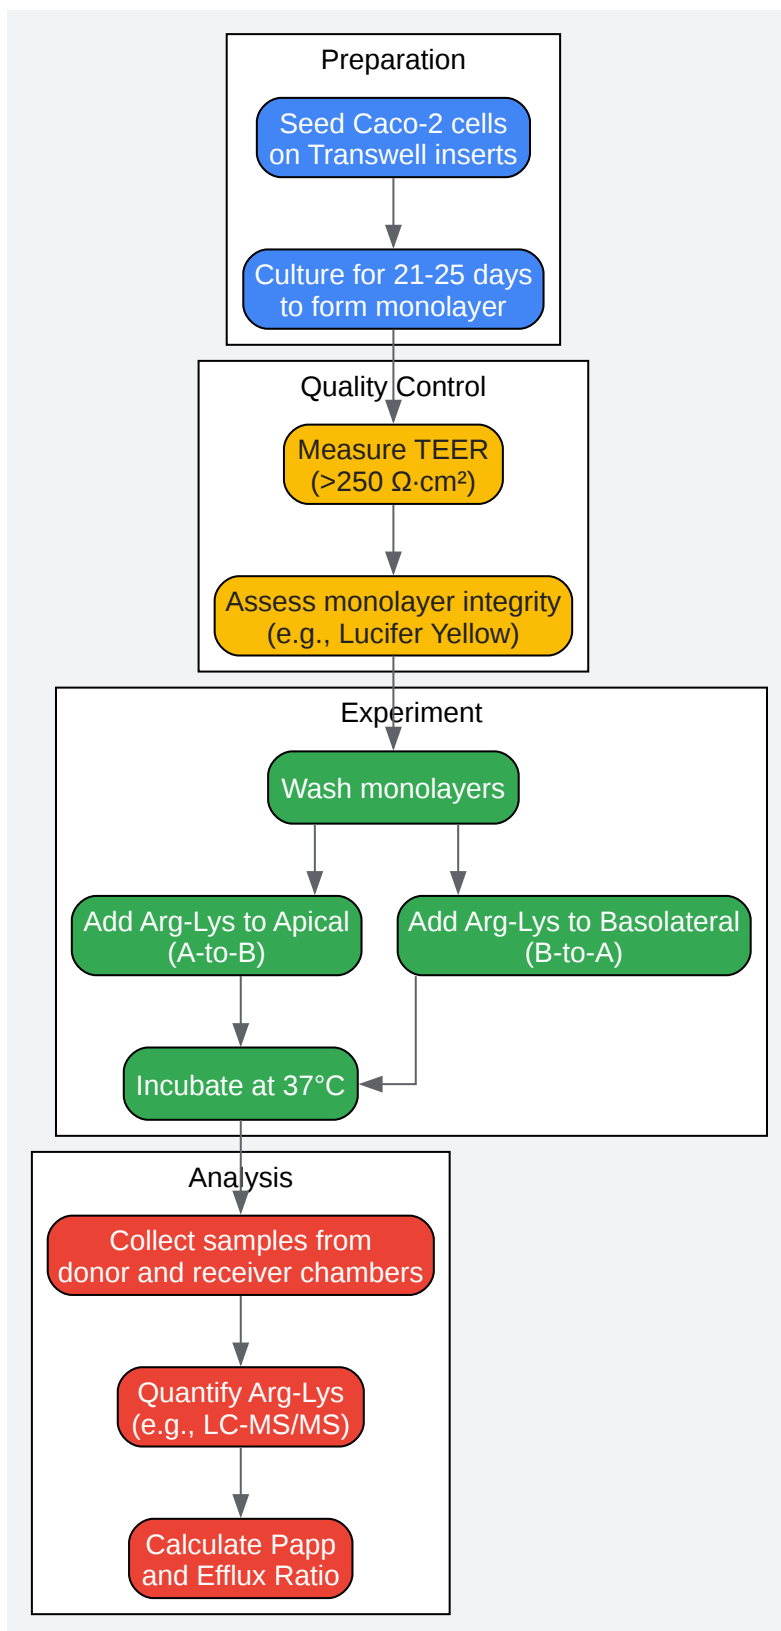 Preparation
Seed Caco-2 cells
on Transwell inserts
Culture for 21-25 days
to form monolayer
Quality Control
Measure TEER
(>250 Ω·cm²)
Assess monolayer integrity
(e.g., Lucifer Yellow)
Experiment
Wash monolayers
Add Arg-Lys to Apical
(A-to-B)
Add Arg-Lys to Basolateral
(B-to-A)
Incubate at 37°C
Analysis
Collect samples from
donor and receiver chambers
Quantify Arg-Lys
(e.g., LC-MS/MS)
Calculate Papp
and Efflux Ratio